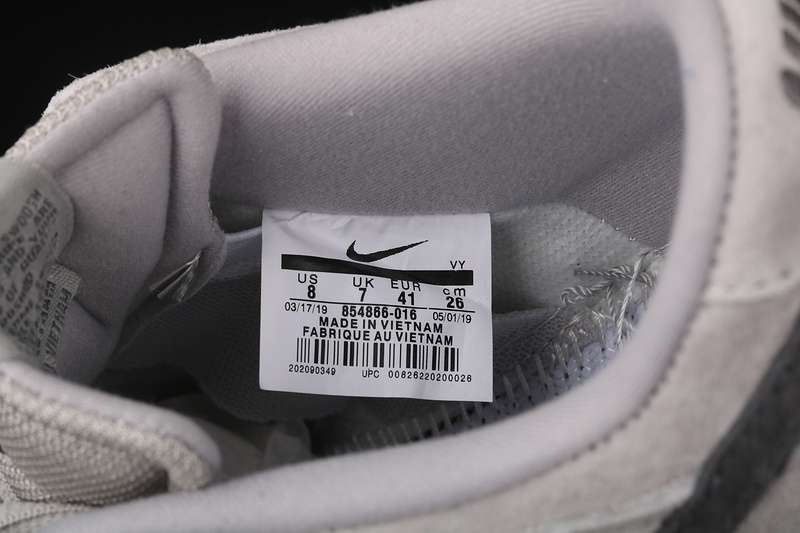 VY
US UK EUR cm
8 7 41 26
03/17/19 854866-016 05/01/19
MADE IN VIETNAM
FABRIQUE AU VIETNAM
202090349 UPC 00826220200026
VIETNAM